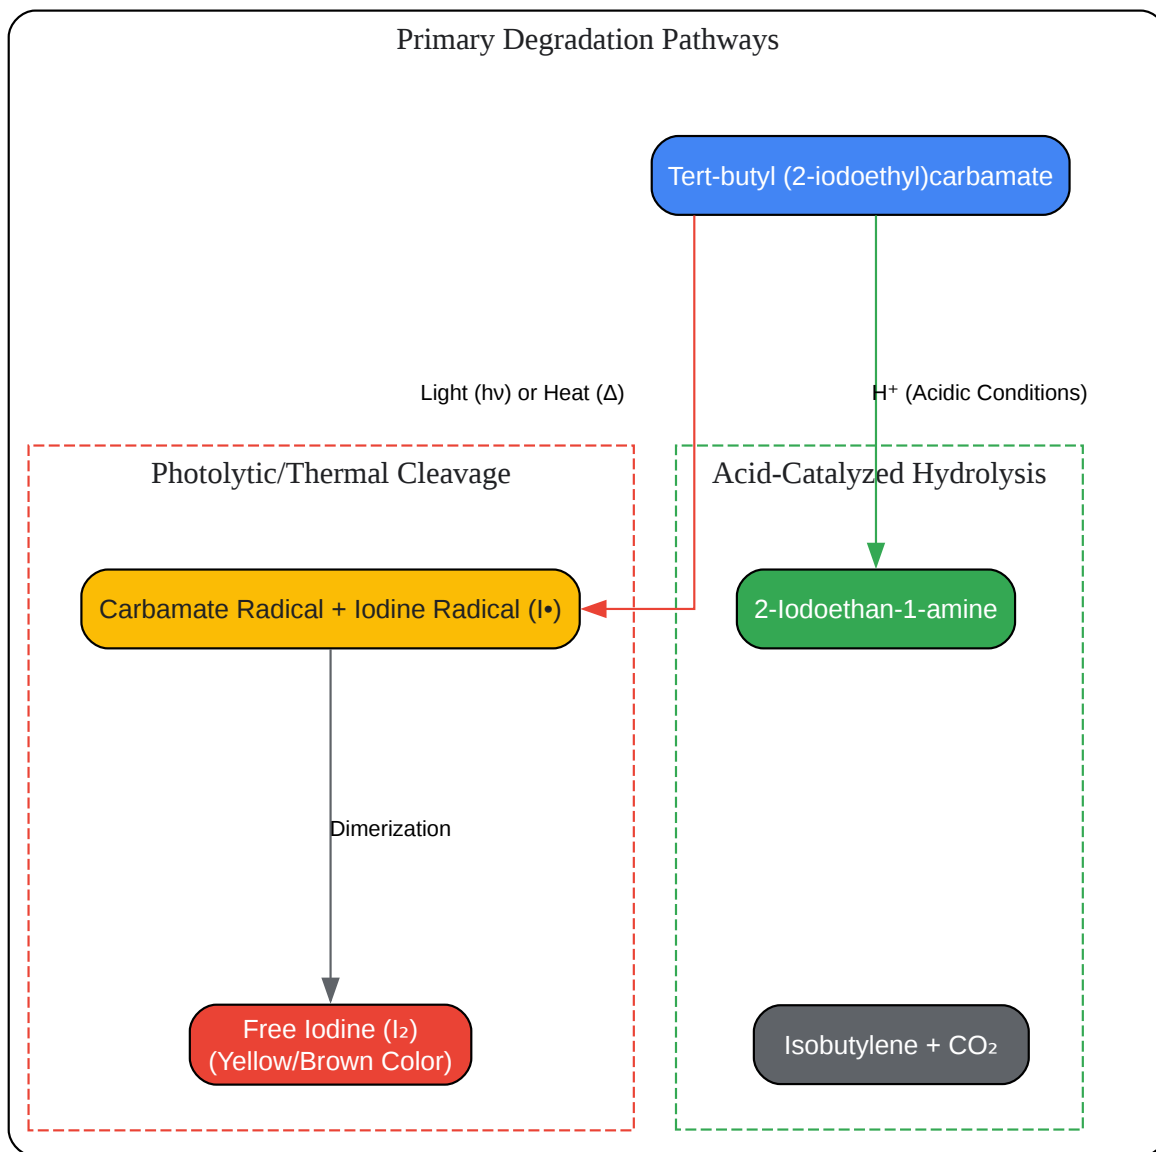 Primary Degradation Pathways
Tert-butyl (2-iodoethyl)carbamate
Light (hν) or Heat (Δ)
H⁺ (Acidic Conditions)
Photolytic/Thermal Cleavage
Acid-Catalyzed Hydrolysis
Carbamate Radical + Iodine Radical (I•)
2-Iodoethan-1-amine
Dimerization
Free Iodine (I₂)
(Yellow/Brown Color)
Isobutylene + CO₂